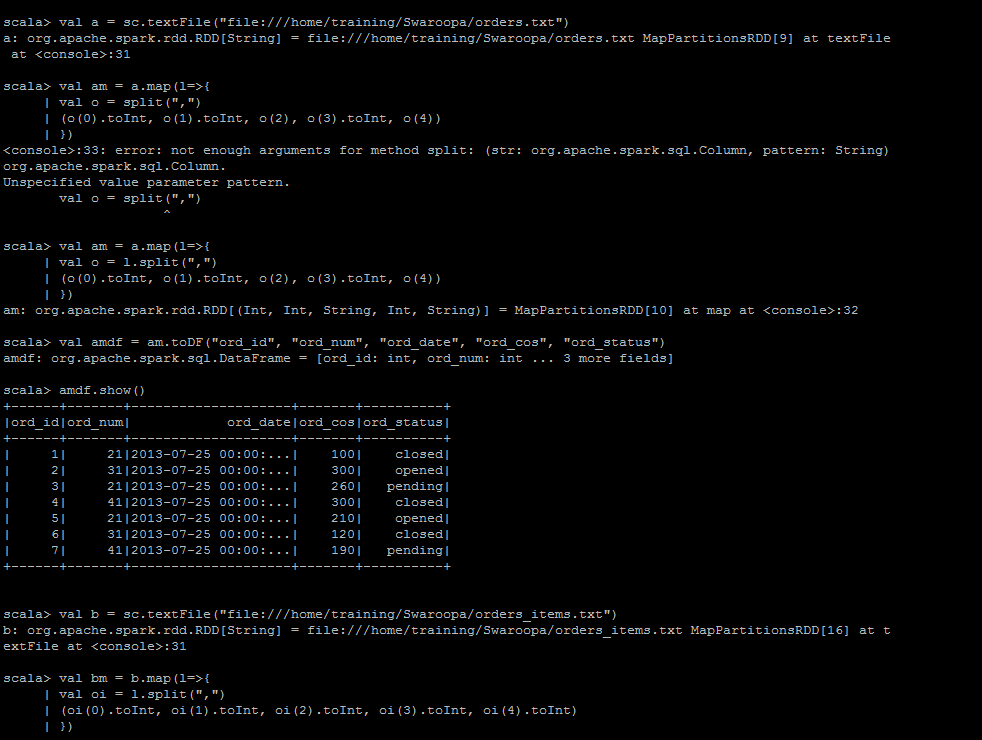 scala> val a = sc.textFile("file:///home/training/Swaroopa/orders.txt")
a: org.apache.spark.rdd.RDD[String] = file:///home/training/Swaroopa/orders.txt MapPartitionsRDD[9] at textFile
 at <console>:31
scala> val am = a.map(l=>{
     | val o = split(",")
     | (o(0).toInt, o(1).toInt, o(2), o(3).toInt, o(4))
     | })
<console>:33: error: not enough arguments for method split: (str: org.apache.spark.sql.Column, pattern: String)
org.apache.spark.sql.Column.
Unspecified value parameter pattern.
       val o = split(",")
                    ^
scala> val am = a.map(l=>{
     | val o = l.split(",")
     | (o(0).toInt, o(1).toInt, o(2), o(3).toInt, o(4))
     | })
am: org.apache.spark.rdd.RDD[(Int, Int, String, Int, String)] = MapPartitionsRDD[10] at map at <console>:32
scala> val amdf = am.toDF("ord_id", "ord_num", "ord_date", "ord_cos", "ord_status")
amdf: org.apache.spark.sql.DataFrame = [ord_id: int, ord_num: int ... 3 more fields]
scala> amdf.show()
+------+-------+--------------------+-------+----------+
|ord_id|ord_num|            ord_date|ord_cos|ord_status|
+------+-------+--------------------+-------+----------+
|     1|     21|2013-07-25 00:00:...|    100|    closed|
|     2|     31|2013-07-25 00:00:...|    300|    opened|
|     3|     21|2013-07-25 00:00:...|    260|   pending|
|     4|     41|2013-07-25 00:00:...|    300|    closed|
|     5|     21|2013-07-25 00:00:...|    210|    opened|
|     6|     31|2013-07-25 00:00:...|    120|    closed|
|     7|     41|2013-07-25 00:00:...|    190|   pending|
+------+-------+--------------------+-------+----------+
scala> val b = sc.textFile("file:///home/training/Swaroopa/orders_items.txt")
b: org.apache.spark.rdd.RDD[String] = file:///home/training/Swaroopa/orders_items.txt MapPartitionsRDD[16] at t
extFile at <console>:31
scala> val bm = b.map(l=>{
     | val oi = l.split(",")
     | (oi(0).toInt, oi(1).toInt, oi(2).toInt, oi(3).toInt, oi(4).toInt)
     | })